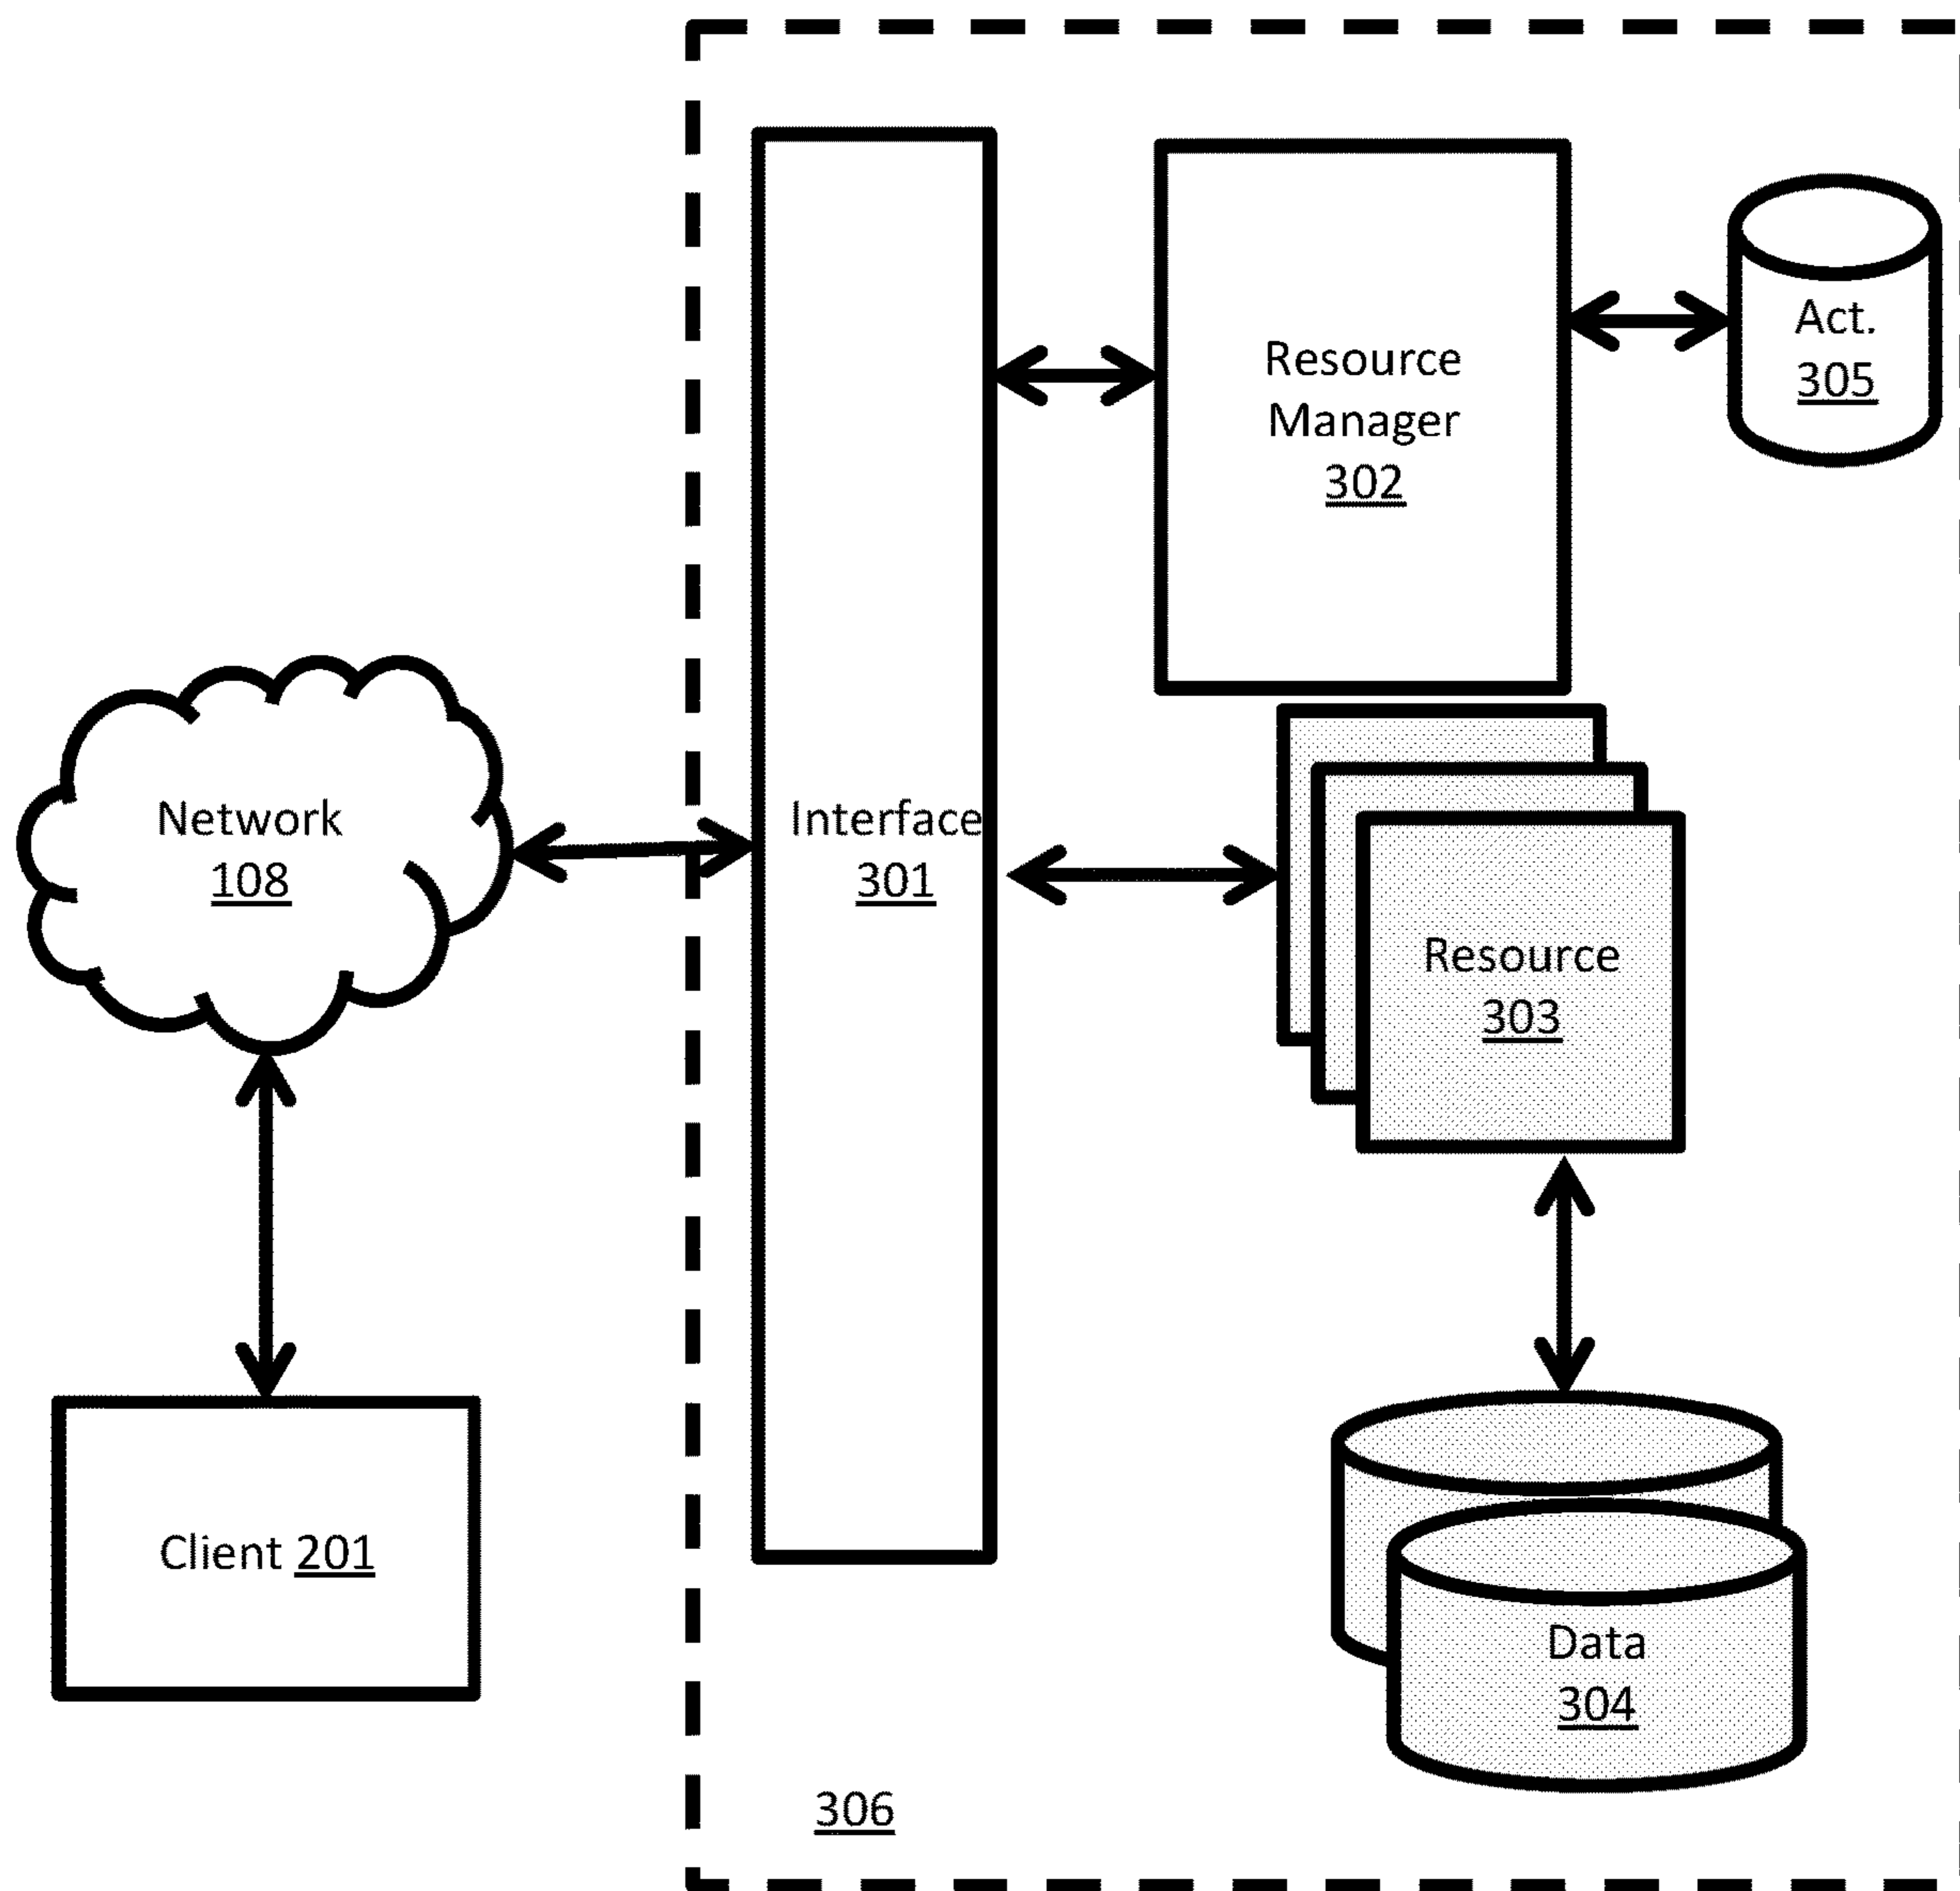 Act.
305
Resource
Manager
302
Network
108
Interface
301
Resource
303
Client 201
Data
304
306